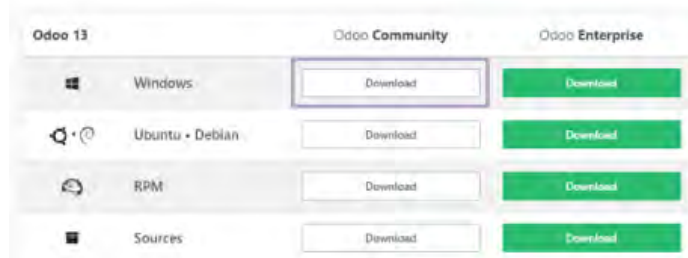 Odoo 13 Odoo Community Odoo Enterprise
Windows Download Download
Ubuntu • Debian Download Download
RPM Download Download
Sources Download Download